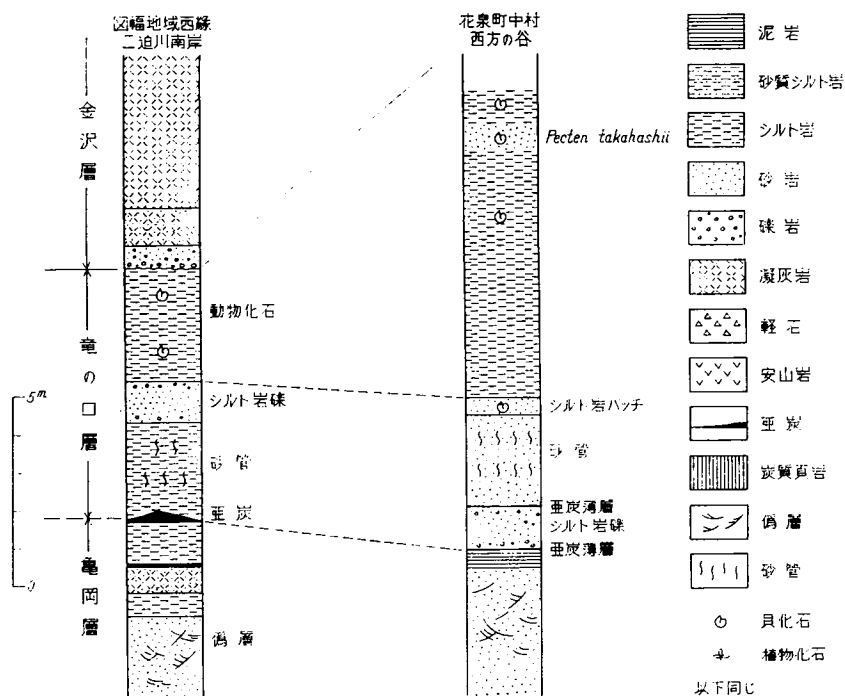 図幅地域西縁
二迫川南岸
花泉町中村
西方の谷
金沢層
竜の口層
亀岡層
5m
0
動物化石
シルト岩礫
砂管
亜炭
偽層
Pecten takahashii
シルト岩パッチ
砂管
亜炭薄層
シルト岩礫
亜炭薄層
泥岩
砂質シルト岩
シルト岩
砂岩
礫岩
凝灰岩
軽石
安山岩
亜炭
炭質頁岩
偽層
砂管
貝化石
植物化石
以下同じ